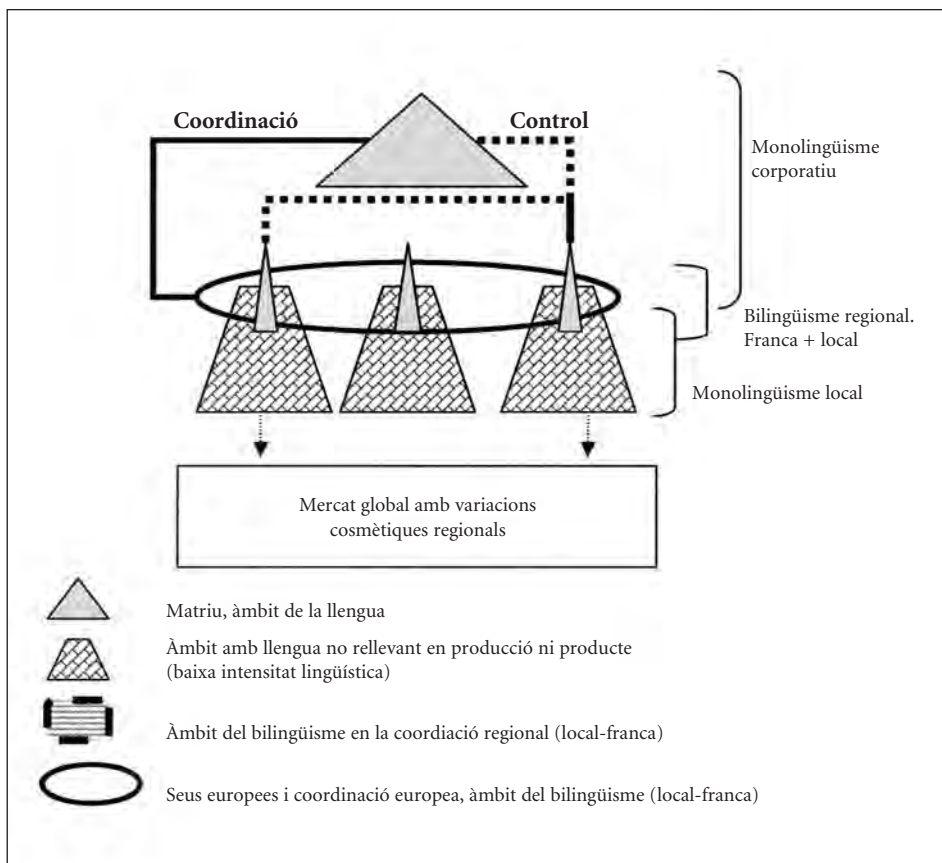 Coordinació
Control
Monolingüisme
corporatiu
Bilingüisme regional.
Franca + local
Monolingüisme local
Mercat global amb variacions
cosmètiques regionals
Matriu, àmbit de la llengua
Àmbit amb llengua no rellevant en producció ni producte
(baixa intensitat lingüística)
Àmbit del bilingüisme en la coordiació regional (local-franca)
Seus europees i coordinació europea, àmbit del bilingüisme (local-franca)